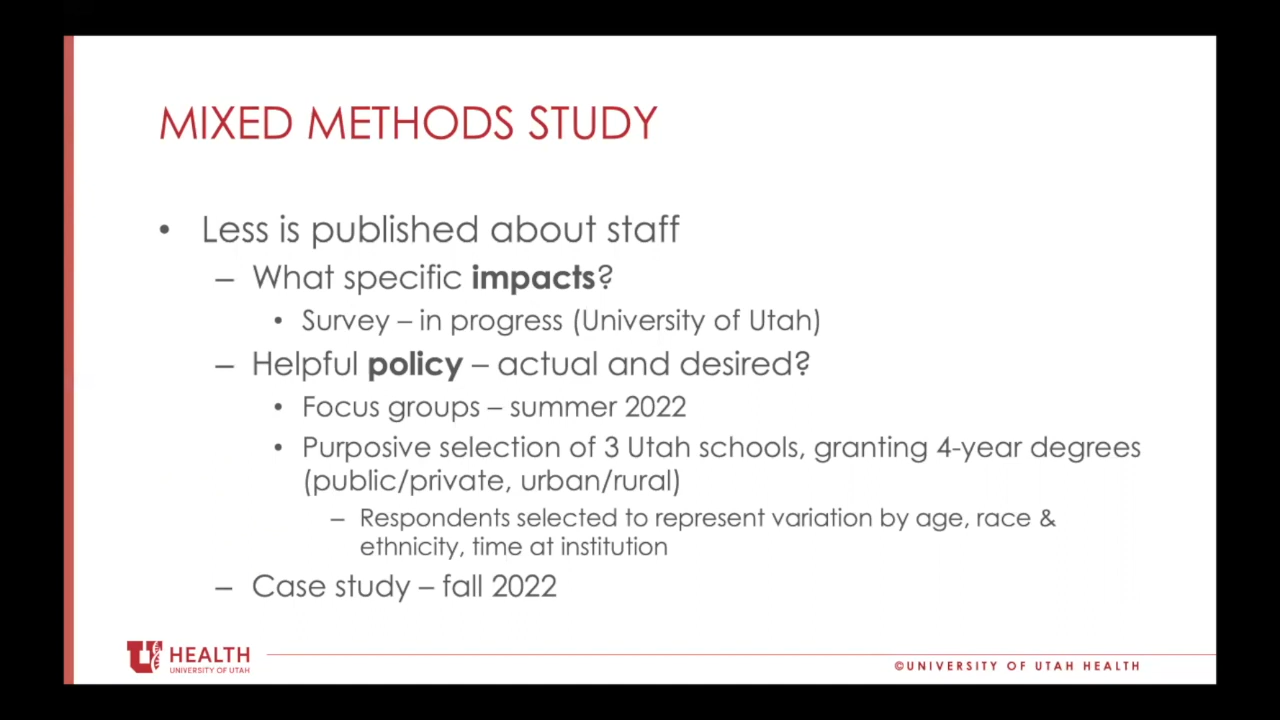 MIXED METHODS STUDY
• Less is published about staff
– What specific impacts?
• Survey – in progress (University of Utah)
– Helpful policy – actual and desired?
• Focus groups – summer 2022
• Purposive selection of 3 Utah schools, granting 4-year degrees
(public/private, urban/rural)
– Respondents selected to represent variation by age, race &
ethnicity, time at institution
– Case study – fall 2022
U HEALTH
UNIVERSITY OF UTAH
©UNIVERSITY OF UTAH HEALTH